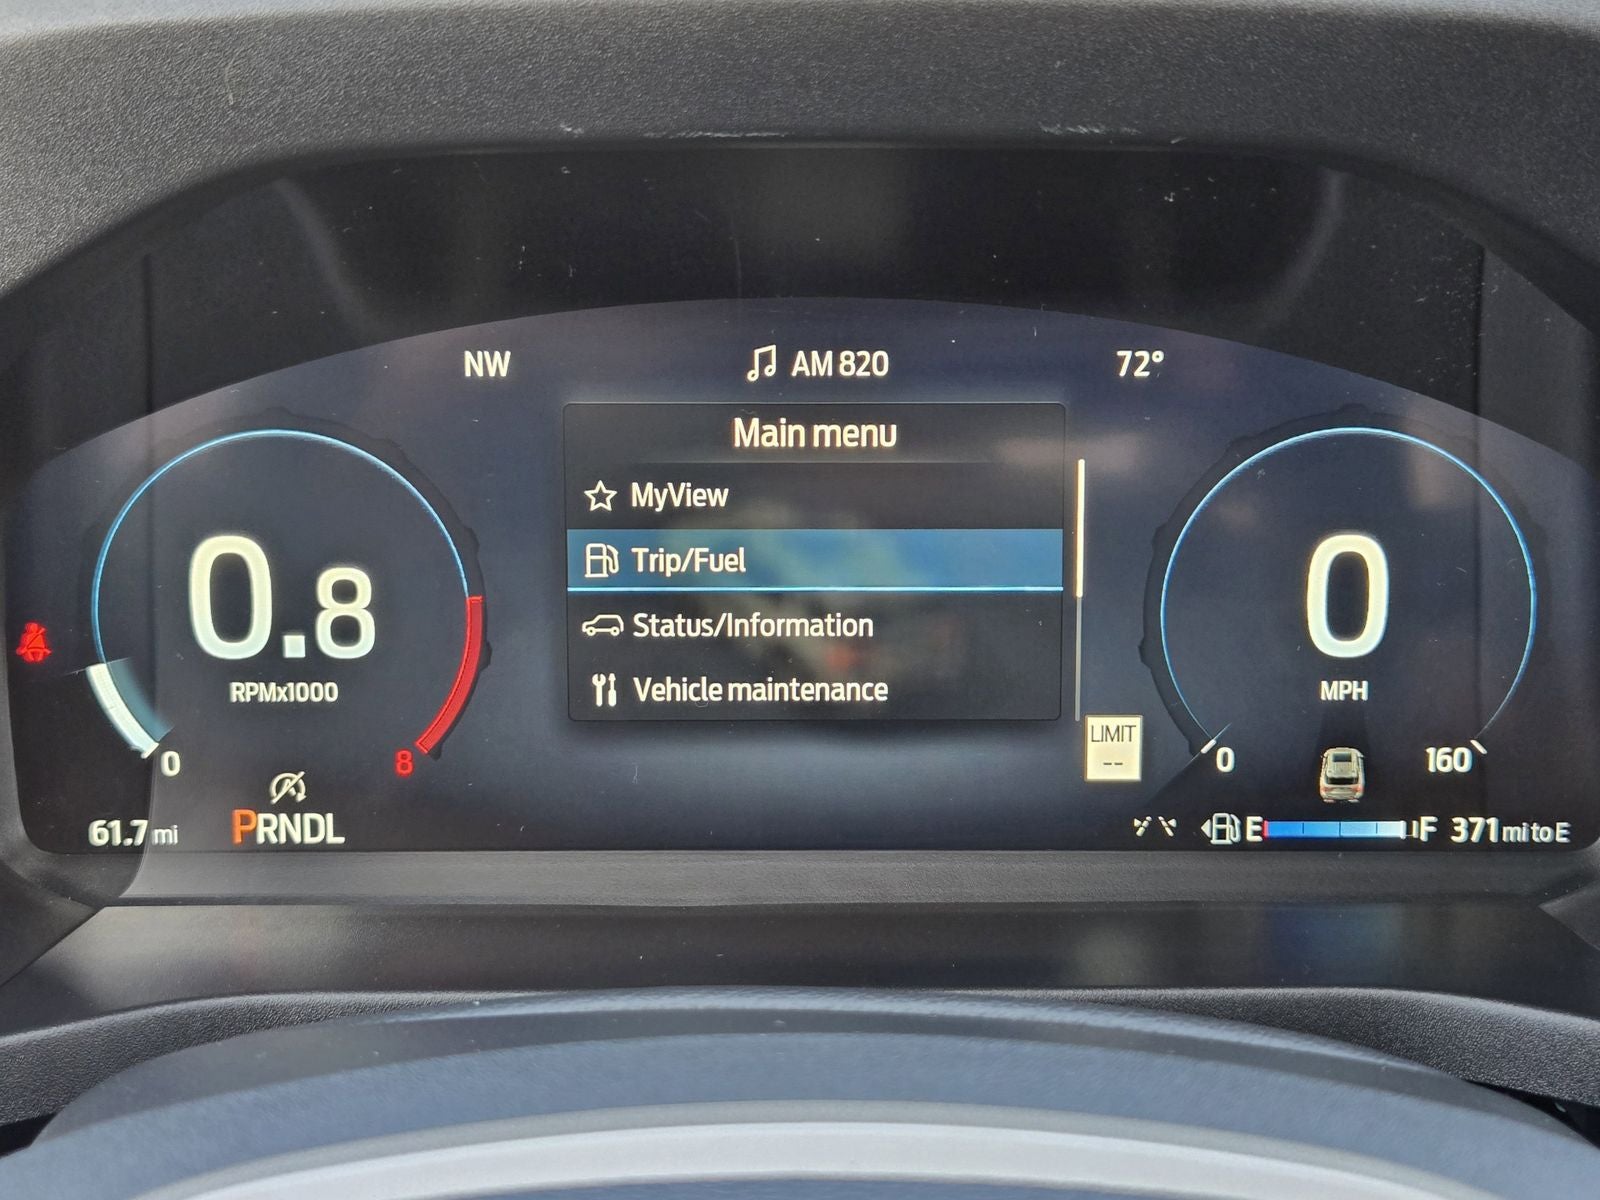 NW
AM 820
72°
Main menu
MyView
Trip/Fuel
Status/Information
Vehicle maintenance
0.8
RPMx1000
0
8
0
MPH
0
160
LIMIT
--
61.7 mi
PRNDL
E
F
371 mi to E